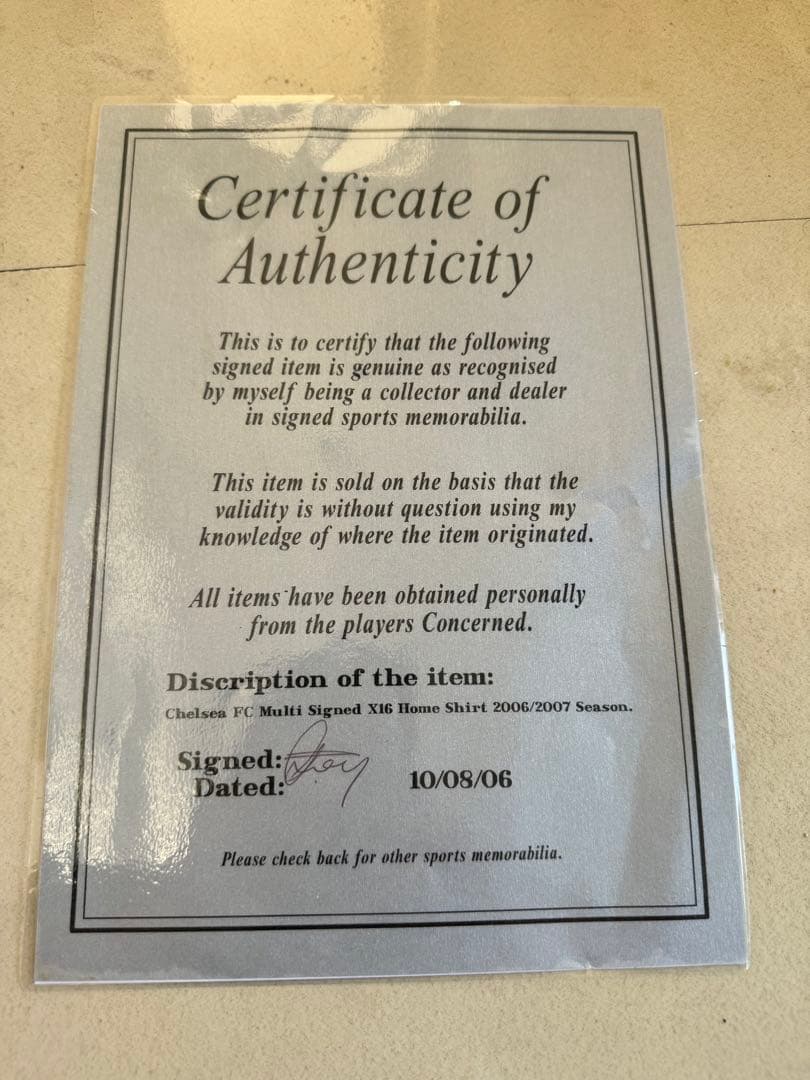 Certificate of
Authenticity
This is to certify that the following
signed item is genuine as recognised
by myself being a collector and dealer
in signed sports memorabilia.
This item is sold on the basis that the
validity is without question using my
knowledge of where the item originated.
All items have been obtained personally
from the players Concerned.
Discription of the item:
Chelsea FC Multi Signed X16 Home Shirt 2006/2007 Season.
Signed:
Dated: 10/08/06
Please check back for other sports memorabilia.